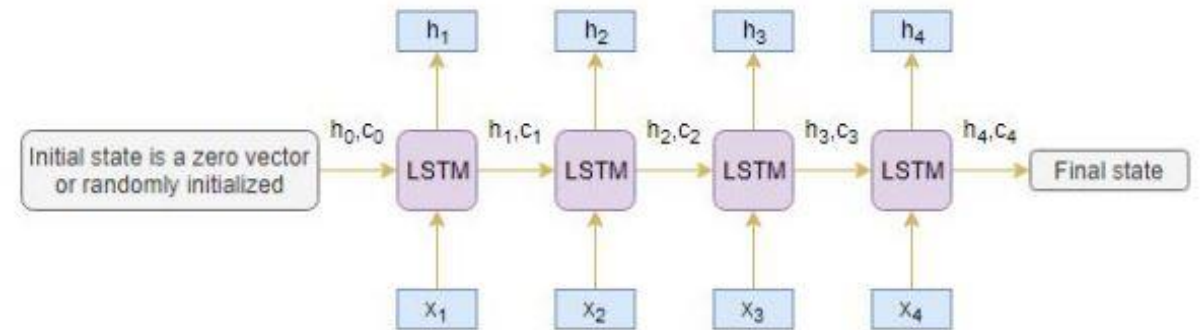 h₁
h₂
h₃
h₄
h₀,c₀
h₁,c₁
h₂,c₂
h₃,c₃
h₄,c₄
Initial state is a zero vector
or randomly initialized
LSTM
LSTM
LSTM
LSTM
Final state
x₁
x₂
x₃
x₄